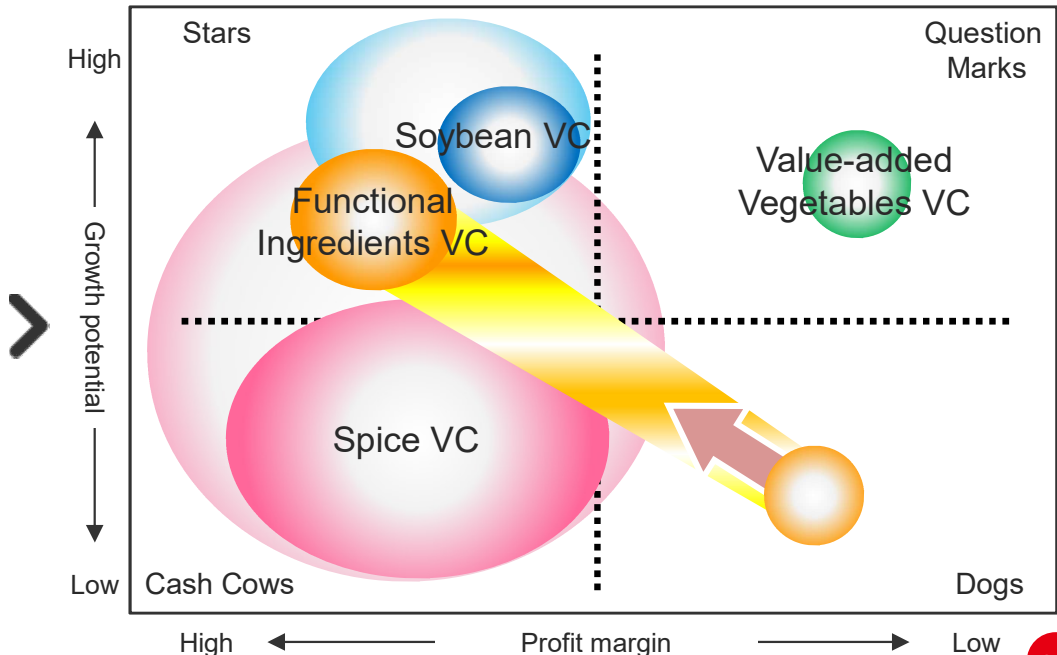 Stars
Question
Marks
High
Soybean VC
Value-added
Vegetables VC
Functional
Ingredients VC
Growth potential
Spice VC
Low
Cash Cows
Dogs
High
Profit margin
Low